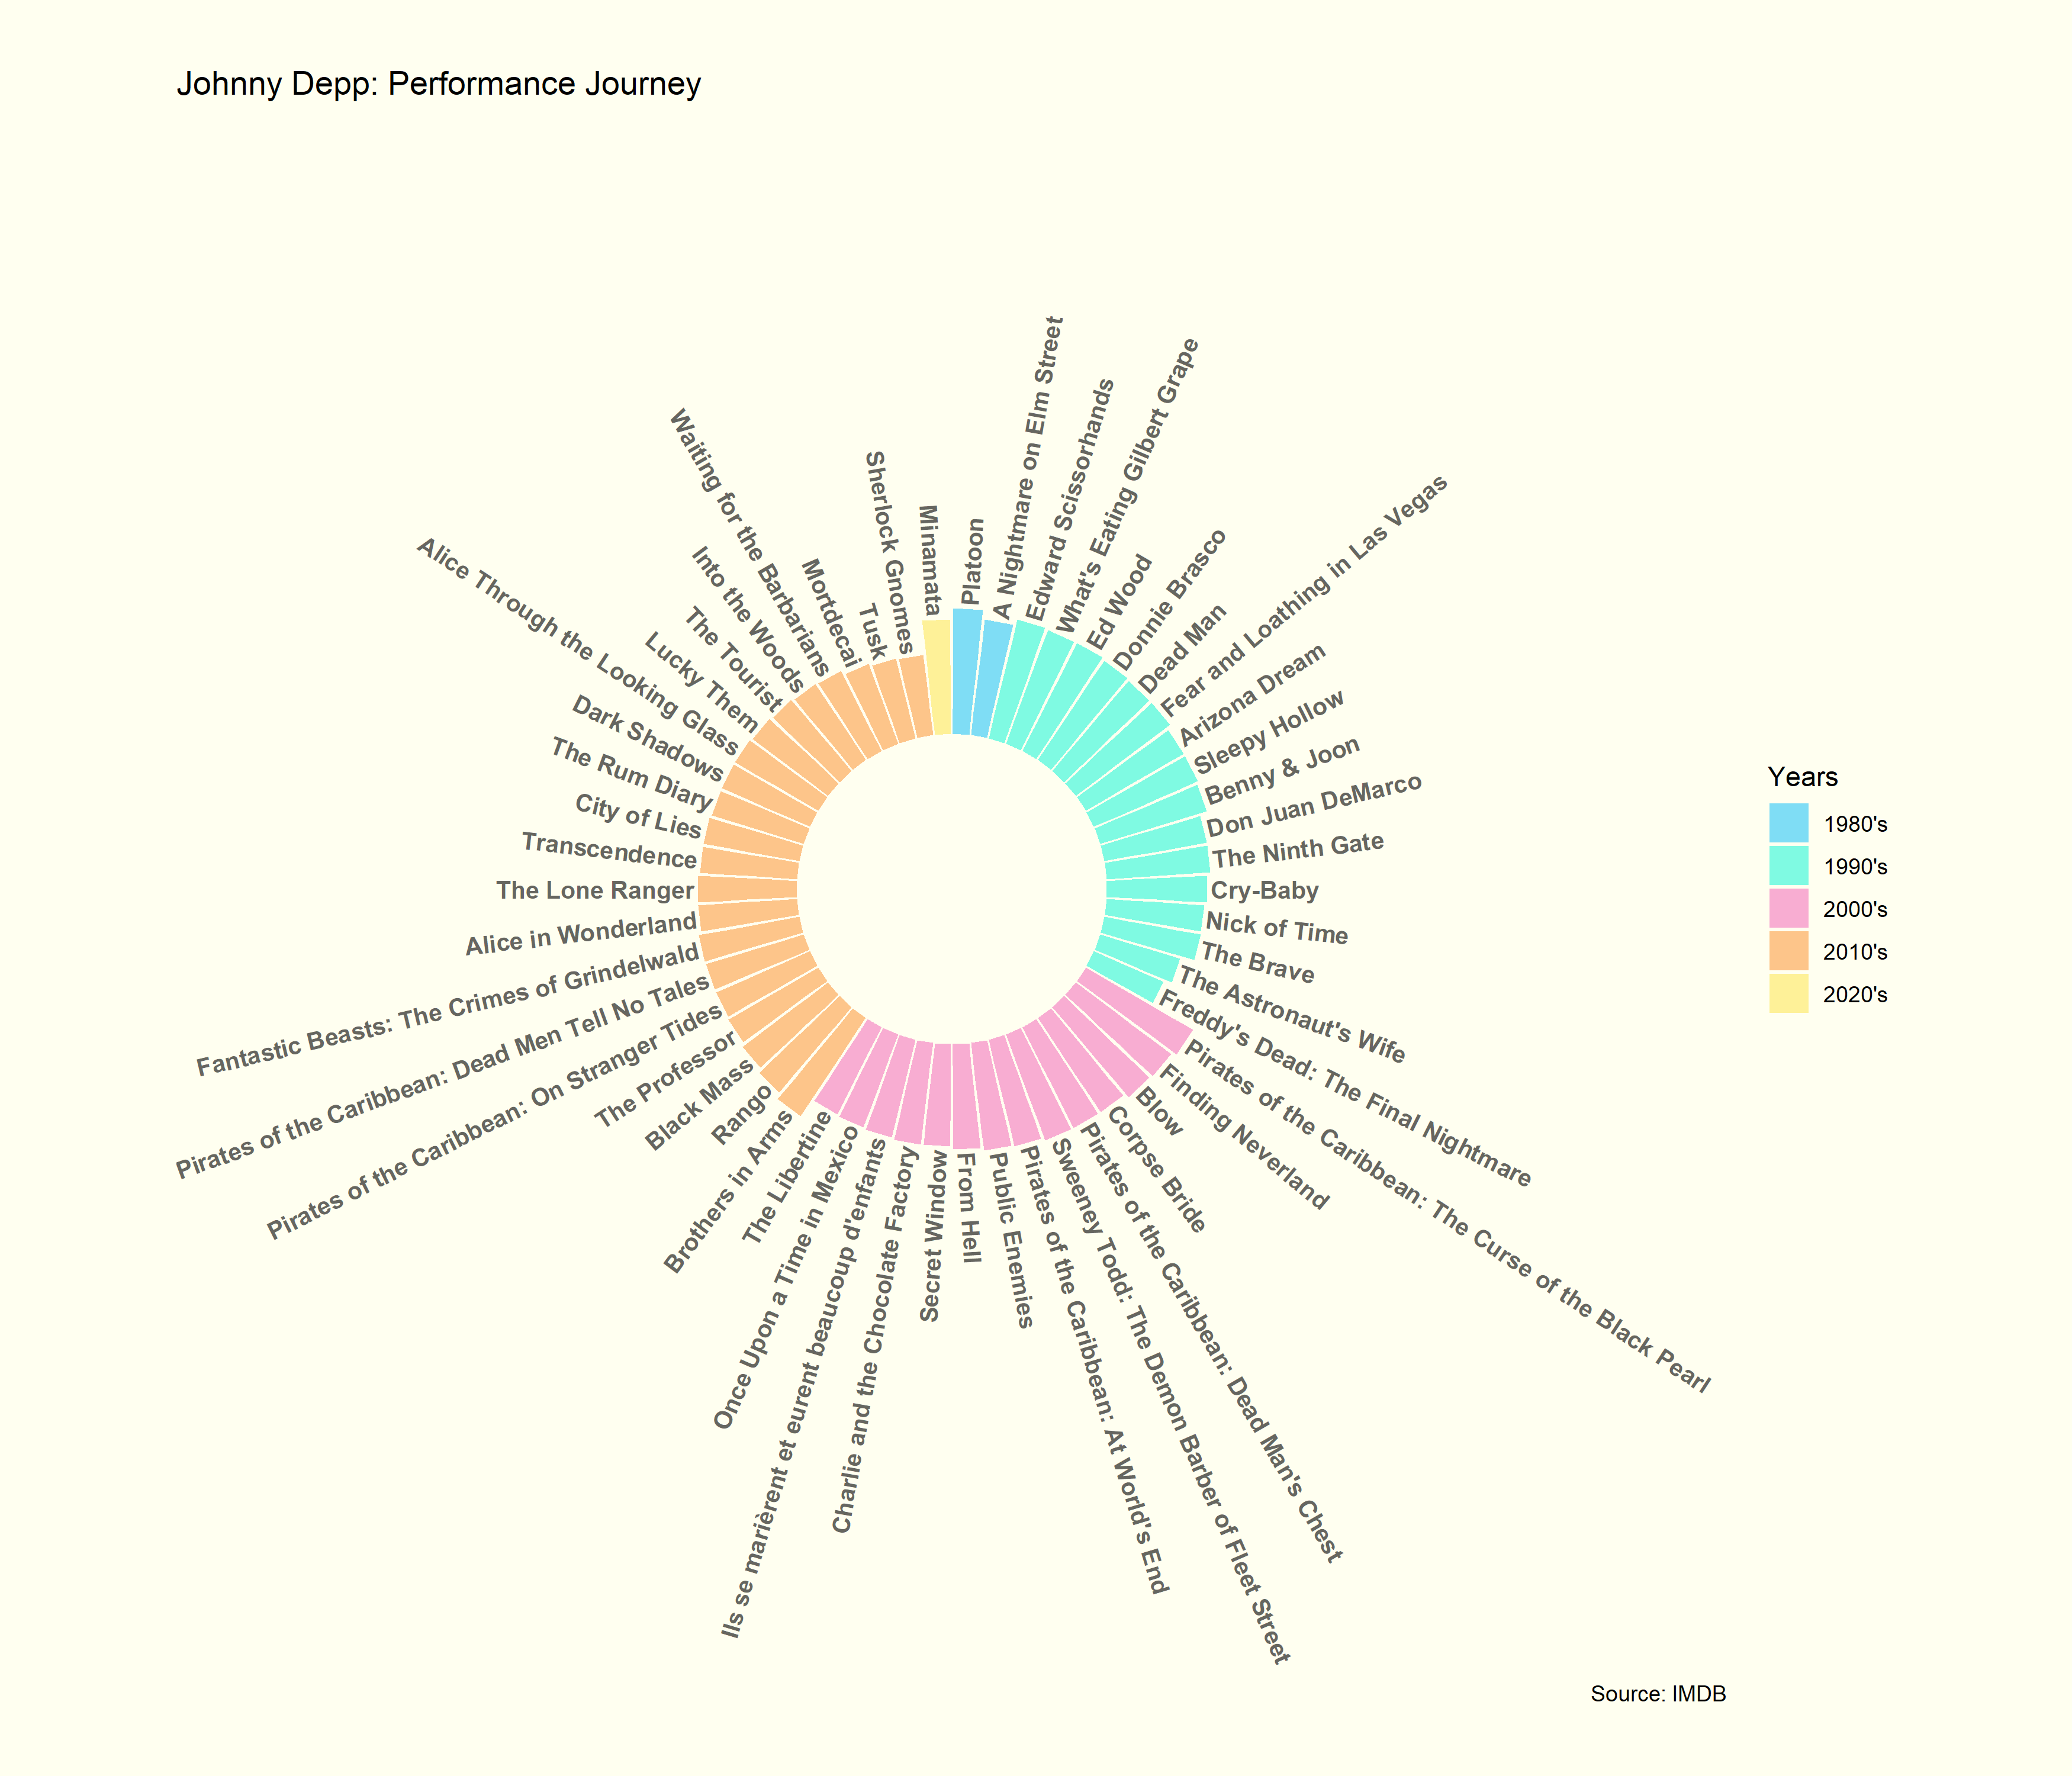 Johnny Depp: Performance Journey
Platoon
A Nightmare on Elm Street
Edward Scissorhands
What's Eating Gilbert Grape
Ed Wood
Donnie Brasco
Dead Man
Fear and Loathing in Las Vegas
Arizona Dream
Sleepy Hollow
Benny & Joon
Don Juan DeMarco
The Ninth Gate
Cry-Baby
Nick of Time
The Brave
The Astronaut's Wife
Freddy's Dead: The Final Nightmare
Pirates of the Caribbean: The Curse of the Black Pearl
Finding Neverland
Blow
Corpse Bride
Pirates of the Caribbean: Dead Man's Chest
Sweeney Todd: The Demon Barber of Fleet Street
Pirates of the Caribbean: At World's End
Public Enemies
From Hell
Secret Window
Charlie and the Chocolate Factory
Ils se marièrent et eurent beaucoup d'enfants
Once Upon a Time in Mexico
The Libertine
Brothers in Arms
Rango
Black Mass
The Professor
Pirates of the Caribbean: On Stranger Tides
Pirates of the Caribbean: Dead Men Tell No Tales
Fantastic Beasts: The Crimes of Grindelwald
Alice in Wonderland
The Lone Ranger
Transcendence
City of Lies
The Rum Diary
Dark Shadows
Alice Through the Looking Glass
Lucky Them
The Tourist
Into the Woods
Waiting for the Barbarians
Mortdecai
Tusk
Sherlock Gnomes
Minamata
Years
1980's
1990's
2000's
2010's
2020's
Source: IMDB